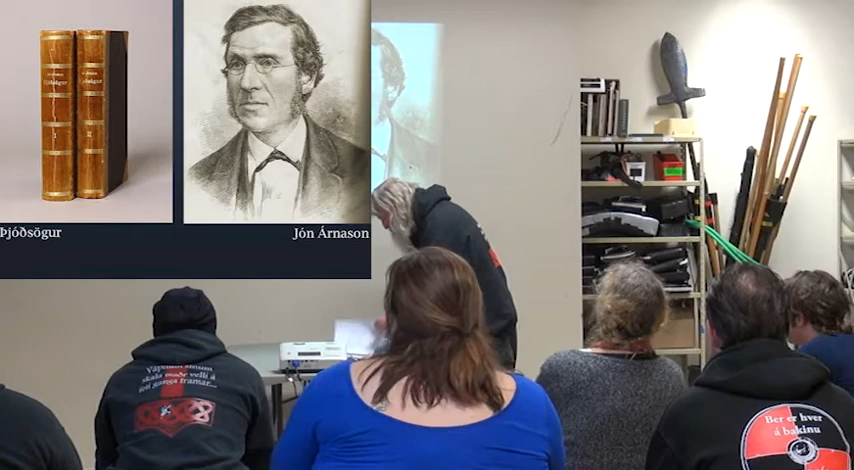 Þjóðsögur
Jón Árnason
Vápnum sínum
skala maðr velli á
feti ganga framar...
Ber er hver
á bakinu